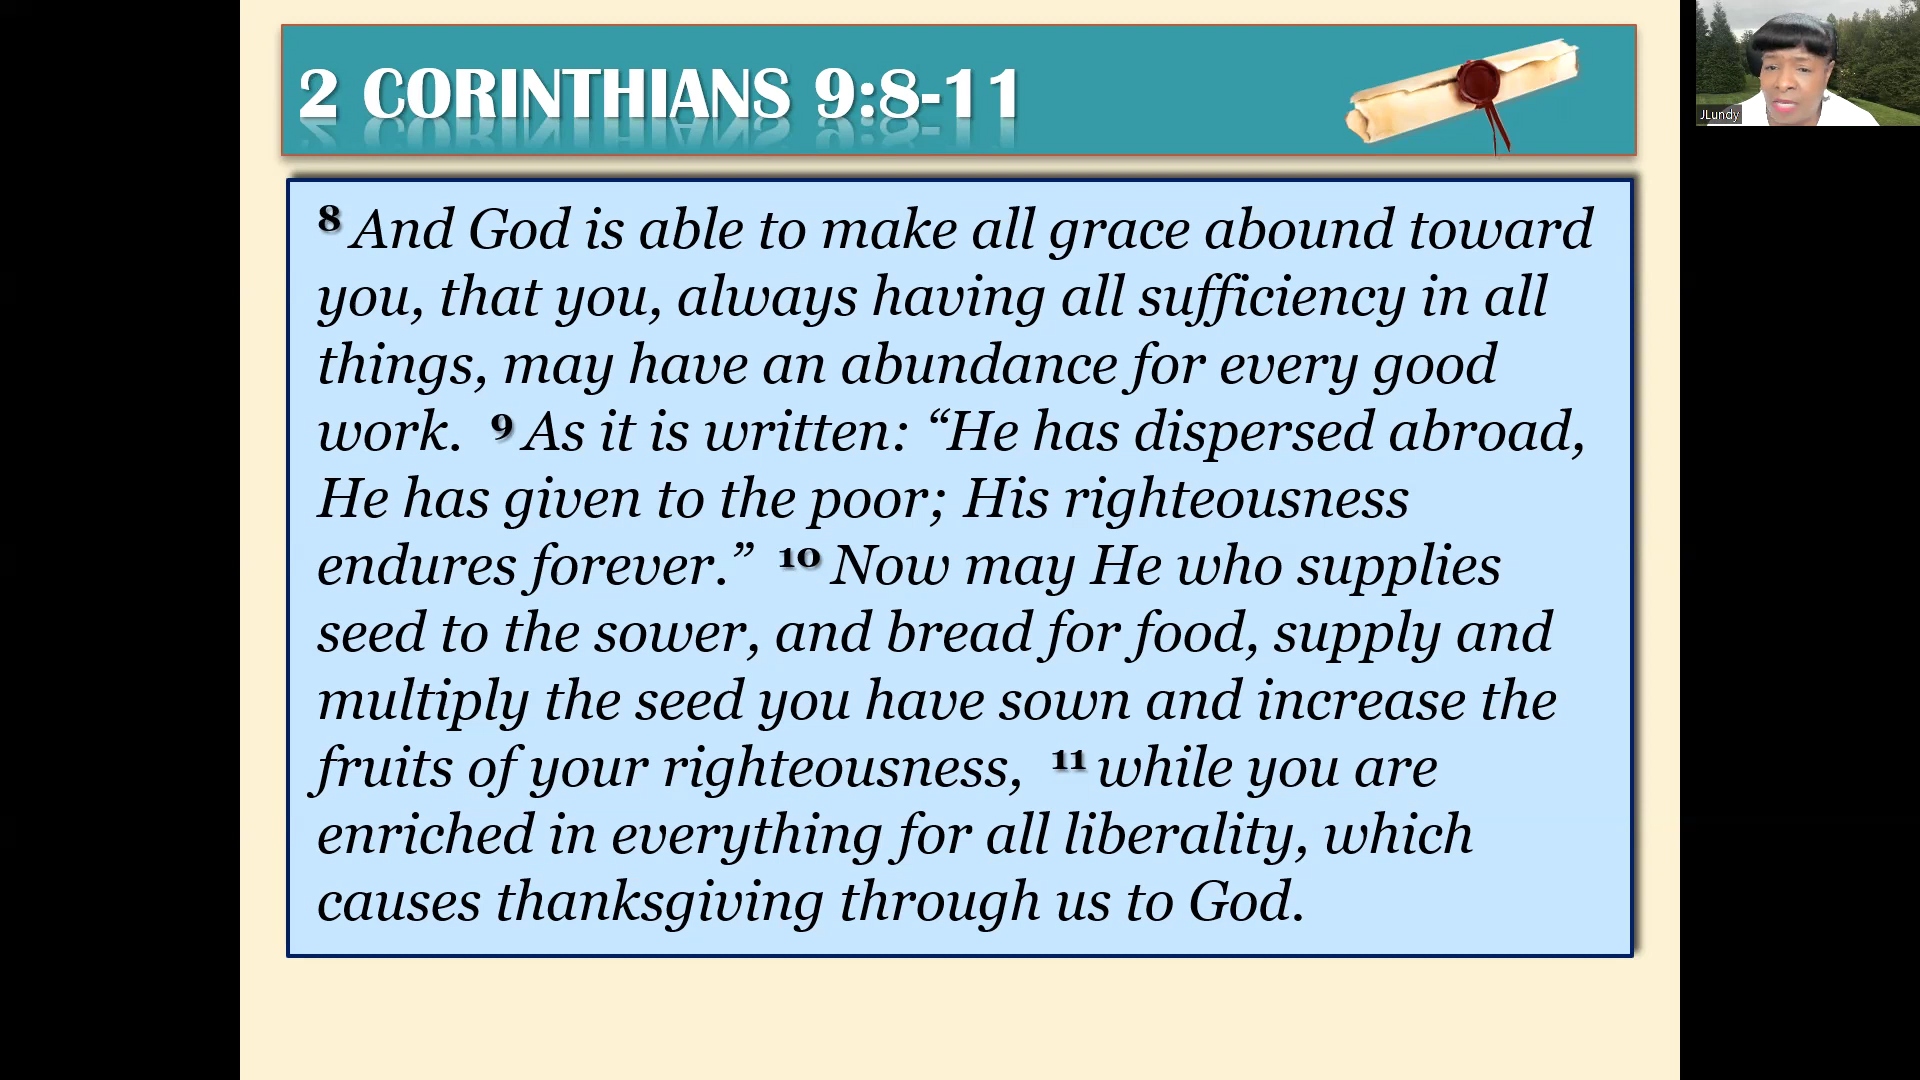 2 CORINTHIANS 9:8-11
JLundy
8 And God is able to make all grace abound toward
you, that you, always having all sufficiency in all
things, may have an abundance for every good
work. 9 As it is written: “He has dispersed abroad,
He has given to the poor; His righteousness
endures forever.” 10 Now may He who supplies
seed to the sower, and bread for food, supply and
multiply the seed you have sown and increase the
fruits of your righteousness, 11 while you are
enriched in everything for all liberality, which
causes thanksgiving through us to God.